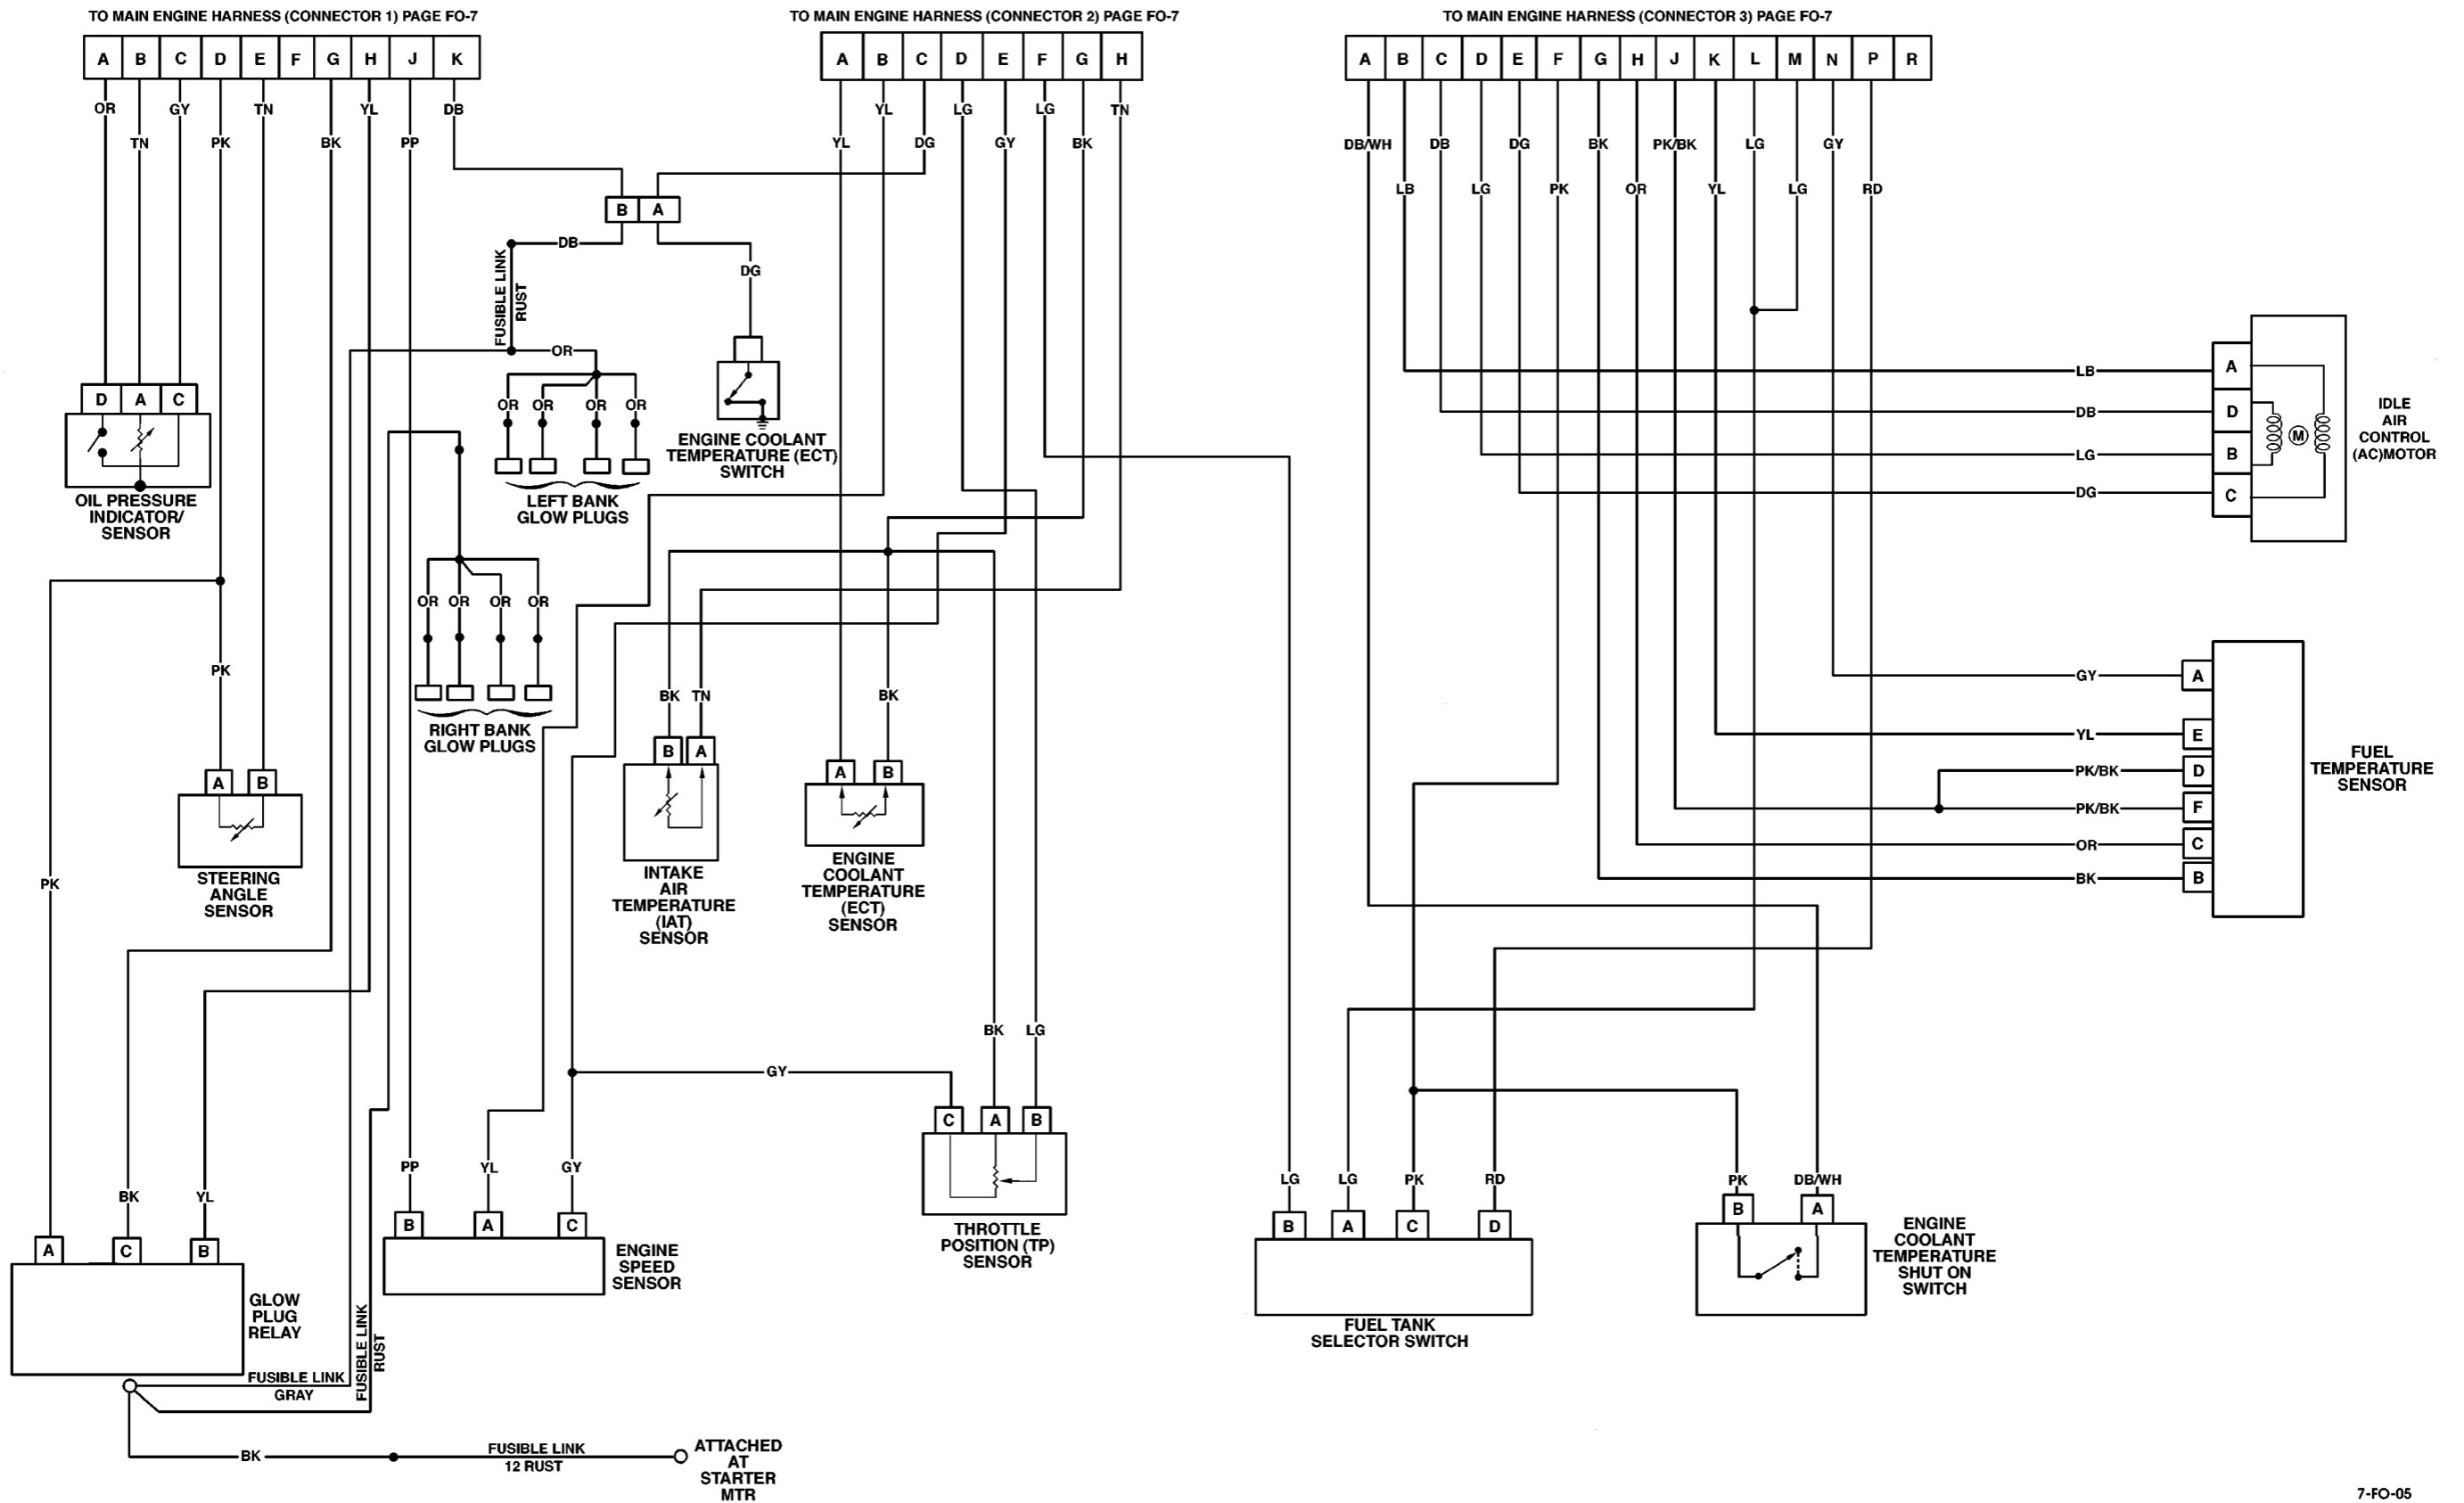 TO MAIN ENGINE HARNESS (CONNECTOR 1) PAGE FO-7
TO MAIN ENGINE HARNESS (CONNECTOR 2) PAGE FO-7
TO MAIN ENGINE HARNESS (CONNECTOR 3) PAGE FO-7
A B C D E F G H J K
A B C D E F G H
A B C D E F G H J K L M N P R
OR GY TN YL DB
YL LG LG TN
TN PK BK PP
YL DG GY BK
DB/WH DB DG BK PK/BK LG GY
LB LG PK OR YL LG RD
B A
DB
DG
FUSIBLE LINK
RUST
OR
OR OR OR OR
LEFT BANK
GLOW PLUGS
ENGINE COOLANT
TEMPERATURE (ECT)
SWITCH
D A C
OIL PRESSURE
INDICATOR/
SENSOR
LB A
DB D
LG B
DG C
M
IDLE
AIR
CONTROL
(AC)MOTOR
OR OR OR OR
RIGHT BANK
GLOW PLUGS
PK
BK TN
BK
GY A
YL E
PK/BK D
PK/BK F
OR C
BK B
FUEL
TEMPERATURE
SENSOR
A B
STEERING
ANGLE
SENSOR
B A
INTAKE
AIR
TEMPERATURE
(IAT)
SENSOR
A B
ENGINE
COOLANT
TEMPERATURE
(ECT)
SENSOR
PK
BK LG
GY
C A B
THROTTLE
POSITION (TP)
SENSOR
BK YL
PP YL GY
A C B
GLOW
PLUG
RELAY
B A C
ENGINE
SPEED
SENSOR
LG LG PK RD
B A C D
FUEL TANK
SELECTOR SWITCH
PK DB/WH
B A
ENGINE
COOLANT
TEMPERATURE
SHUT ON
SWITCH
FUSIBLE LINK
GRAY
FUSIBLE LINK
RUST
BK
FUSIBLE LINK
12 RUST
ATTACHED
AT
STARTER
MTR
7-FO-05